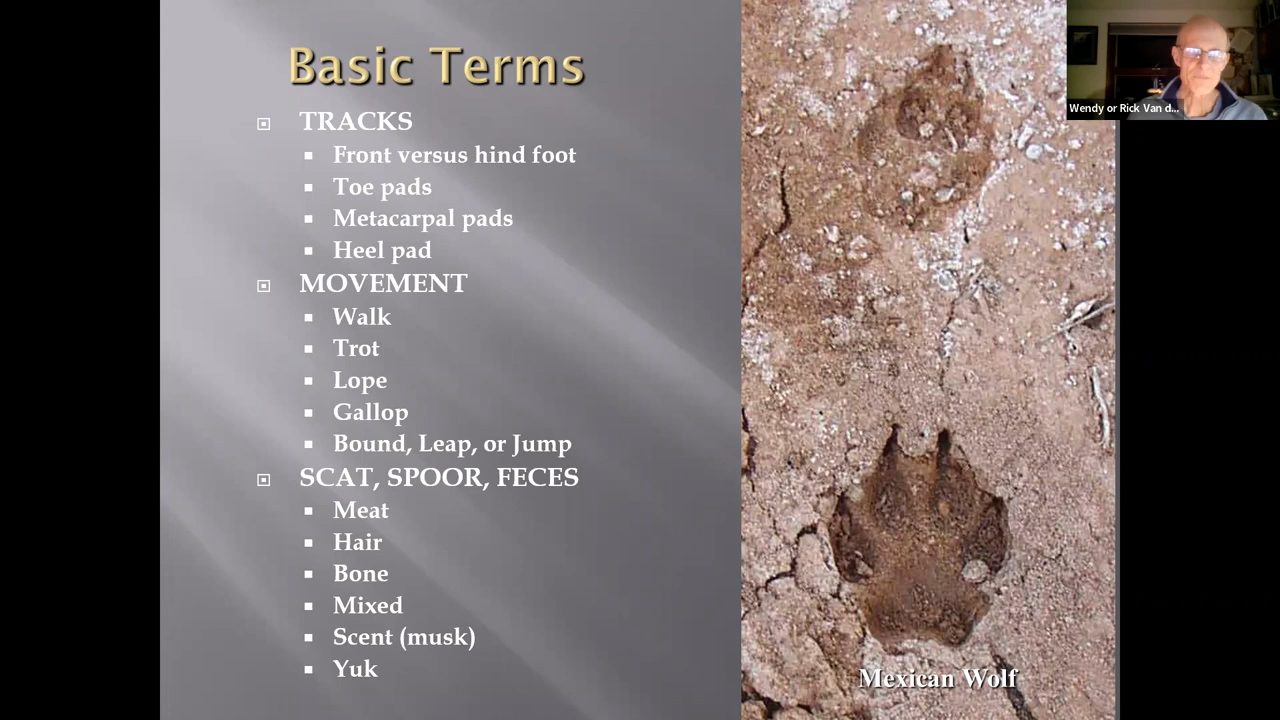 Basic Terms
TRACKS
Front versus hind foot
Toe pads
Metacarpal pads
Heel pad
MOVEMENT
Walk
Trot
Lope
Gallop
Bound, Leap, or Jump
SCAT, SPOOR, FECES
Meat
Hair
Bone
Mixed
Scent (musk)
Yuk
Mexican Wolf
Wendy or Rick Van d...